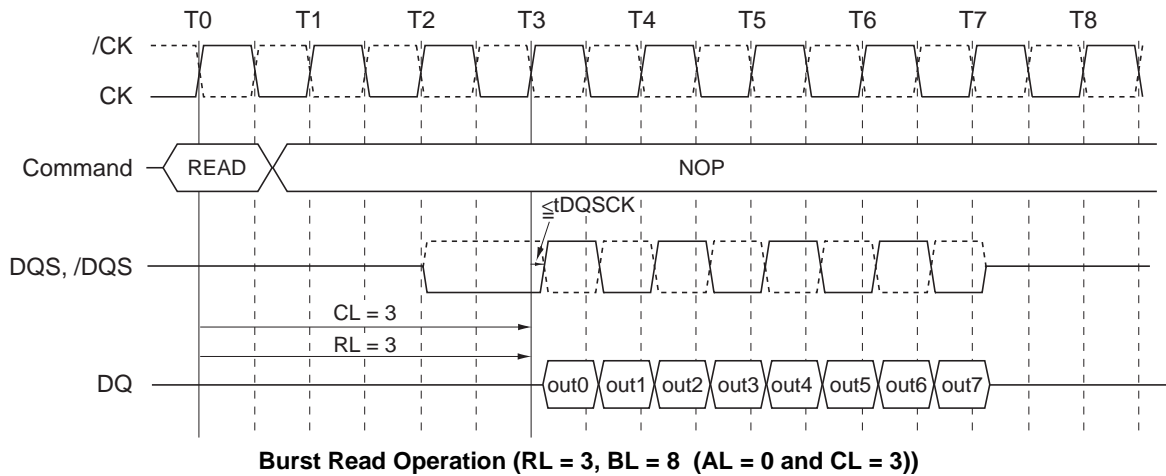 T0 T1 T2 T3 T4 T5 T6 T7 T8
/CK
CK
Command READ NOP
≦tDQSCK
DQS, /DQS
CL = 3
RL = 3
DQ out0 out1 out2 out3 out4 out5 out6 out7
Burst Read Operation (RL = 3, BL = 8 (AL = 0 and CL = 3))